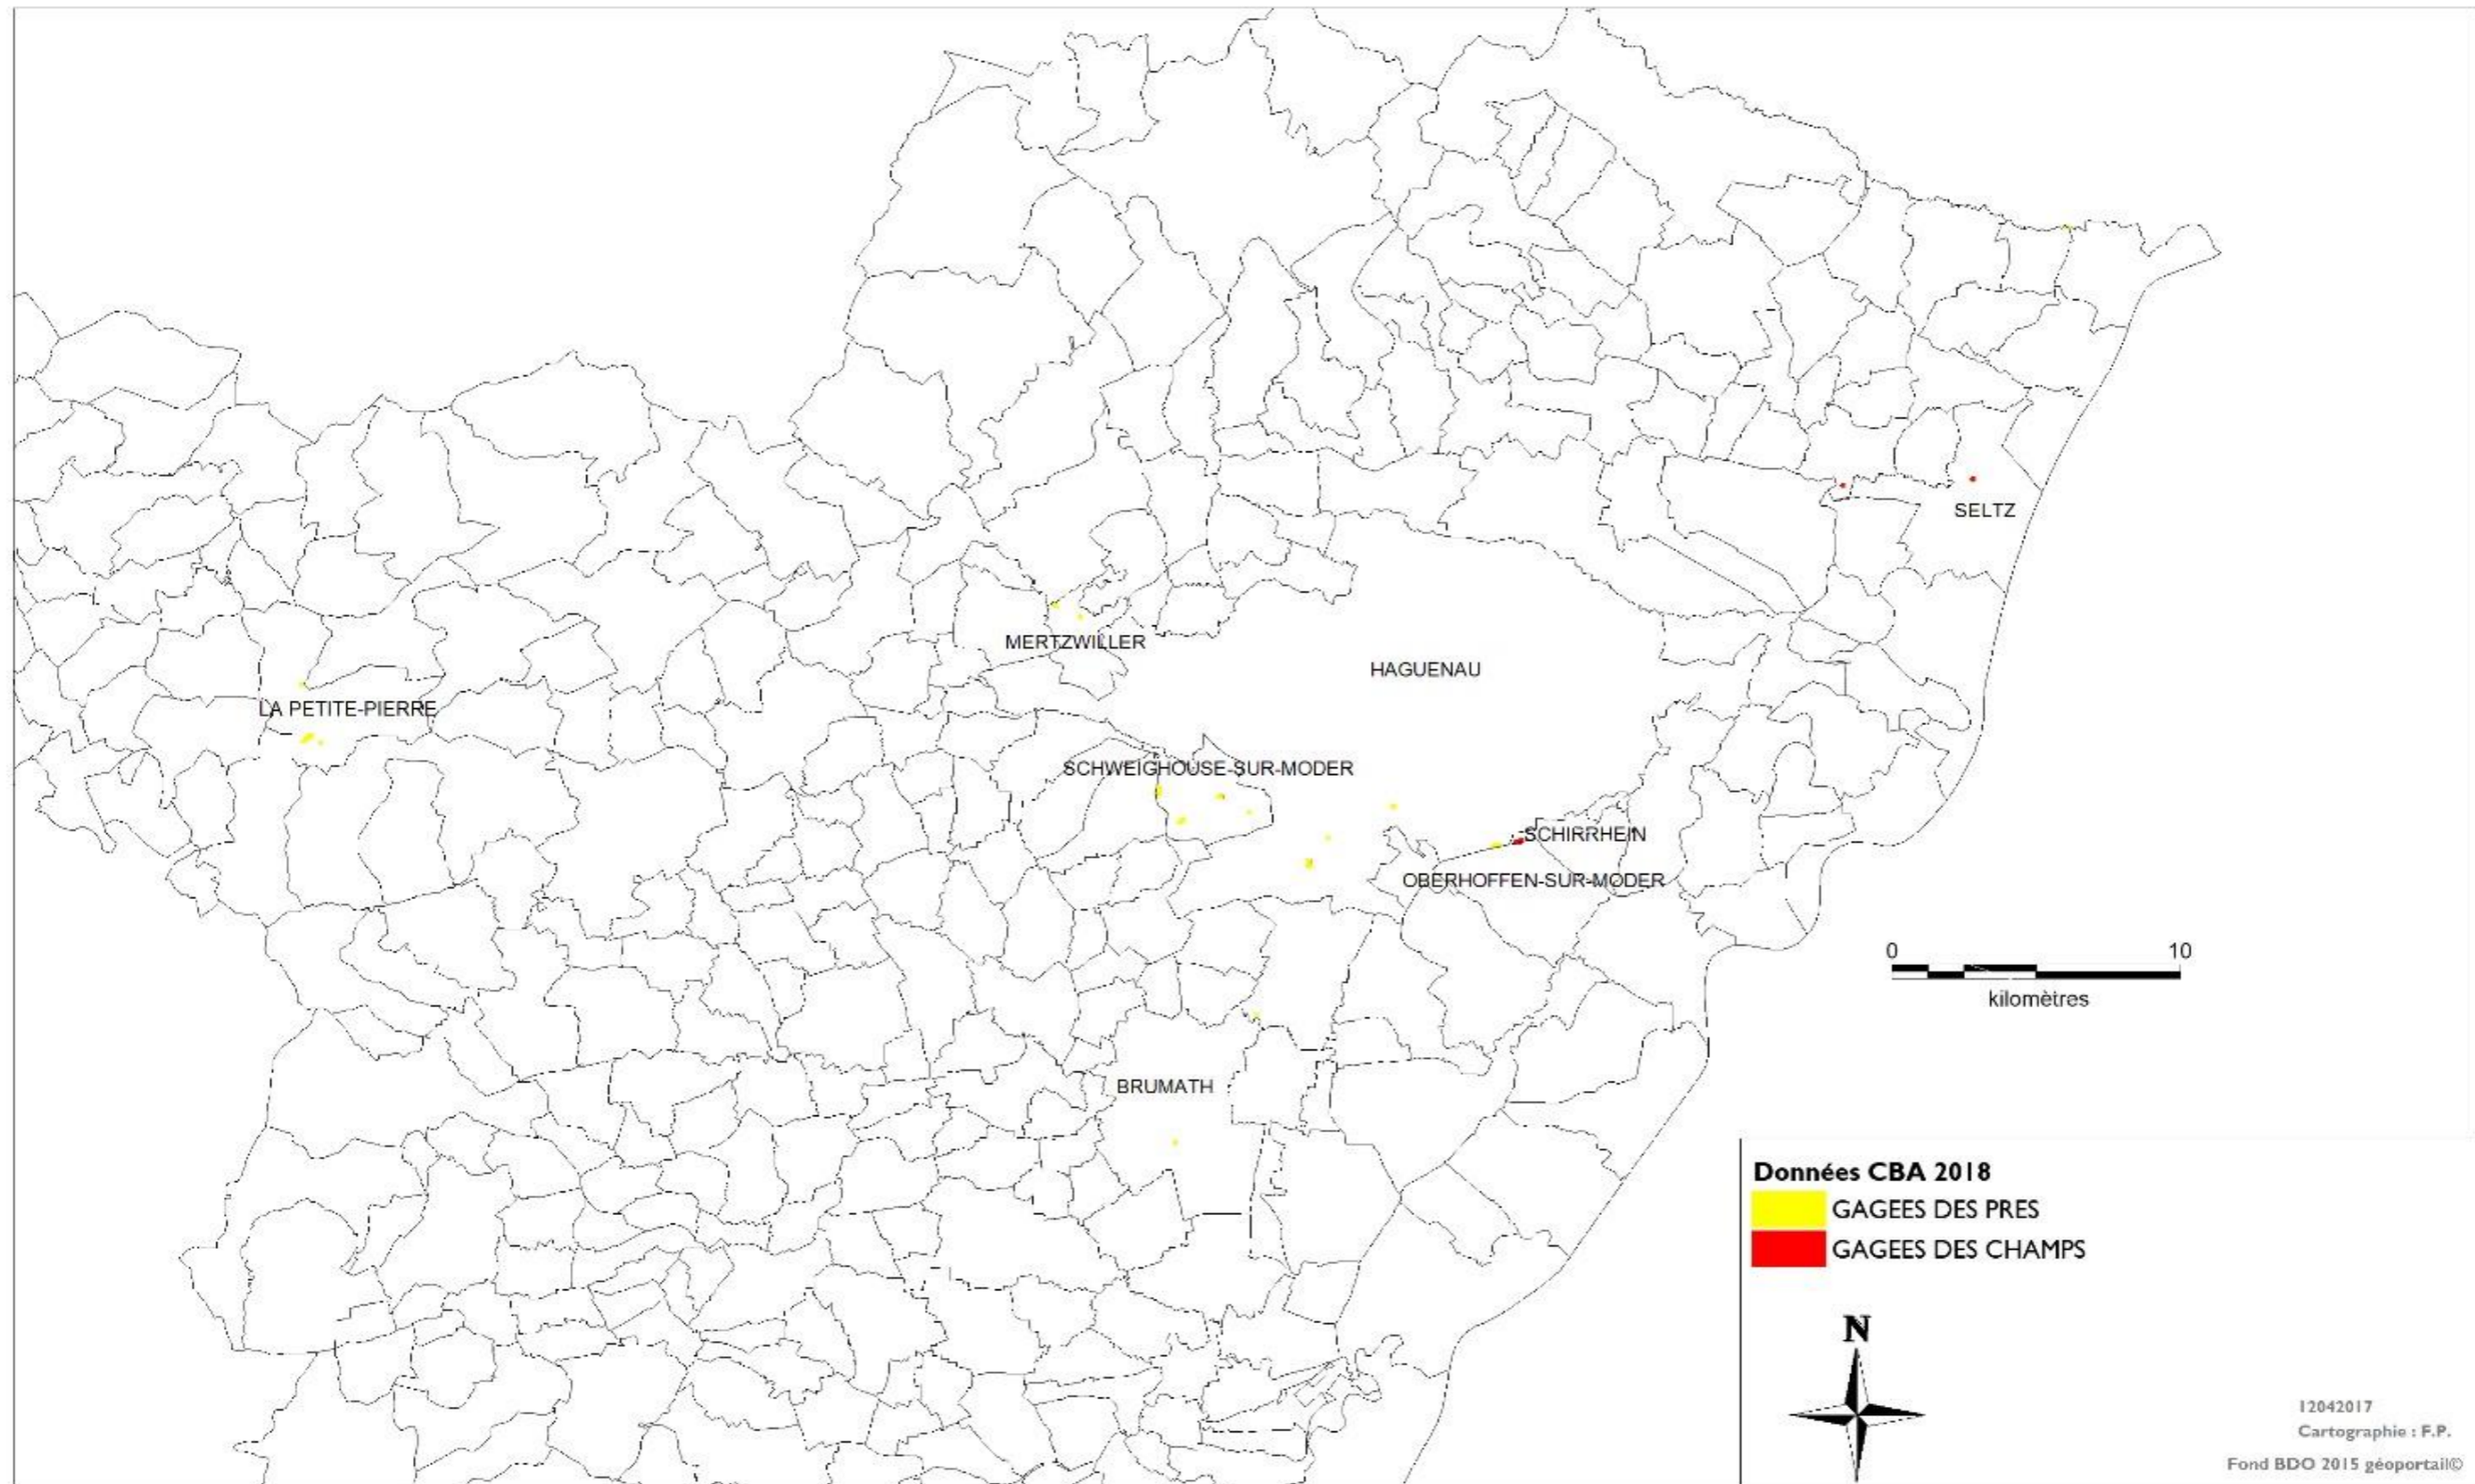 SELTZ
MERTZWILLER
HAGUENAU
LA PETITE-PIERRE
SCHWEIGHOUSE-SUR-MODER
SCHIRRHEIN
OBERHOFFEN-SUR-MODER
0 10
kilomètres
BRUMATH
Données CBA 2018
GAGEES DES PRES
GAGEES DES CHAMPS
N
12042017
Cartographie : F.P.
Fond BDO 2015 géoportail©